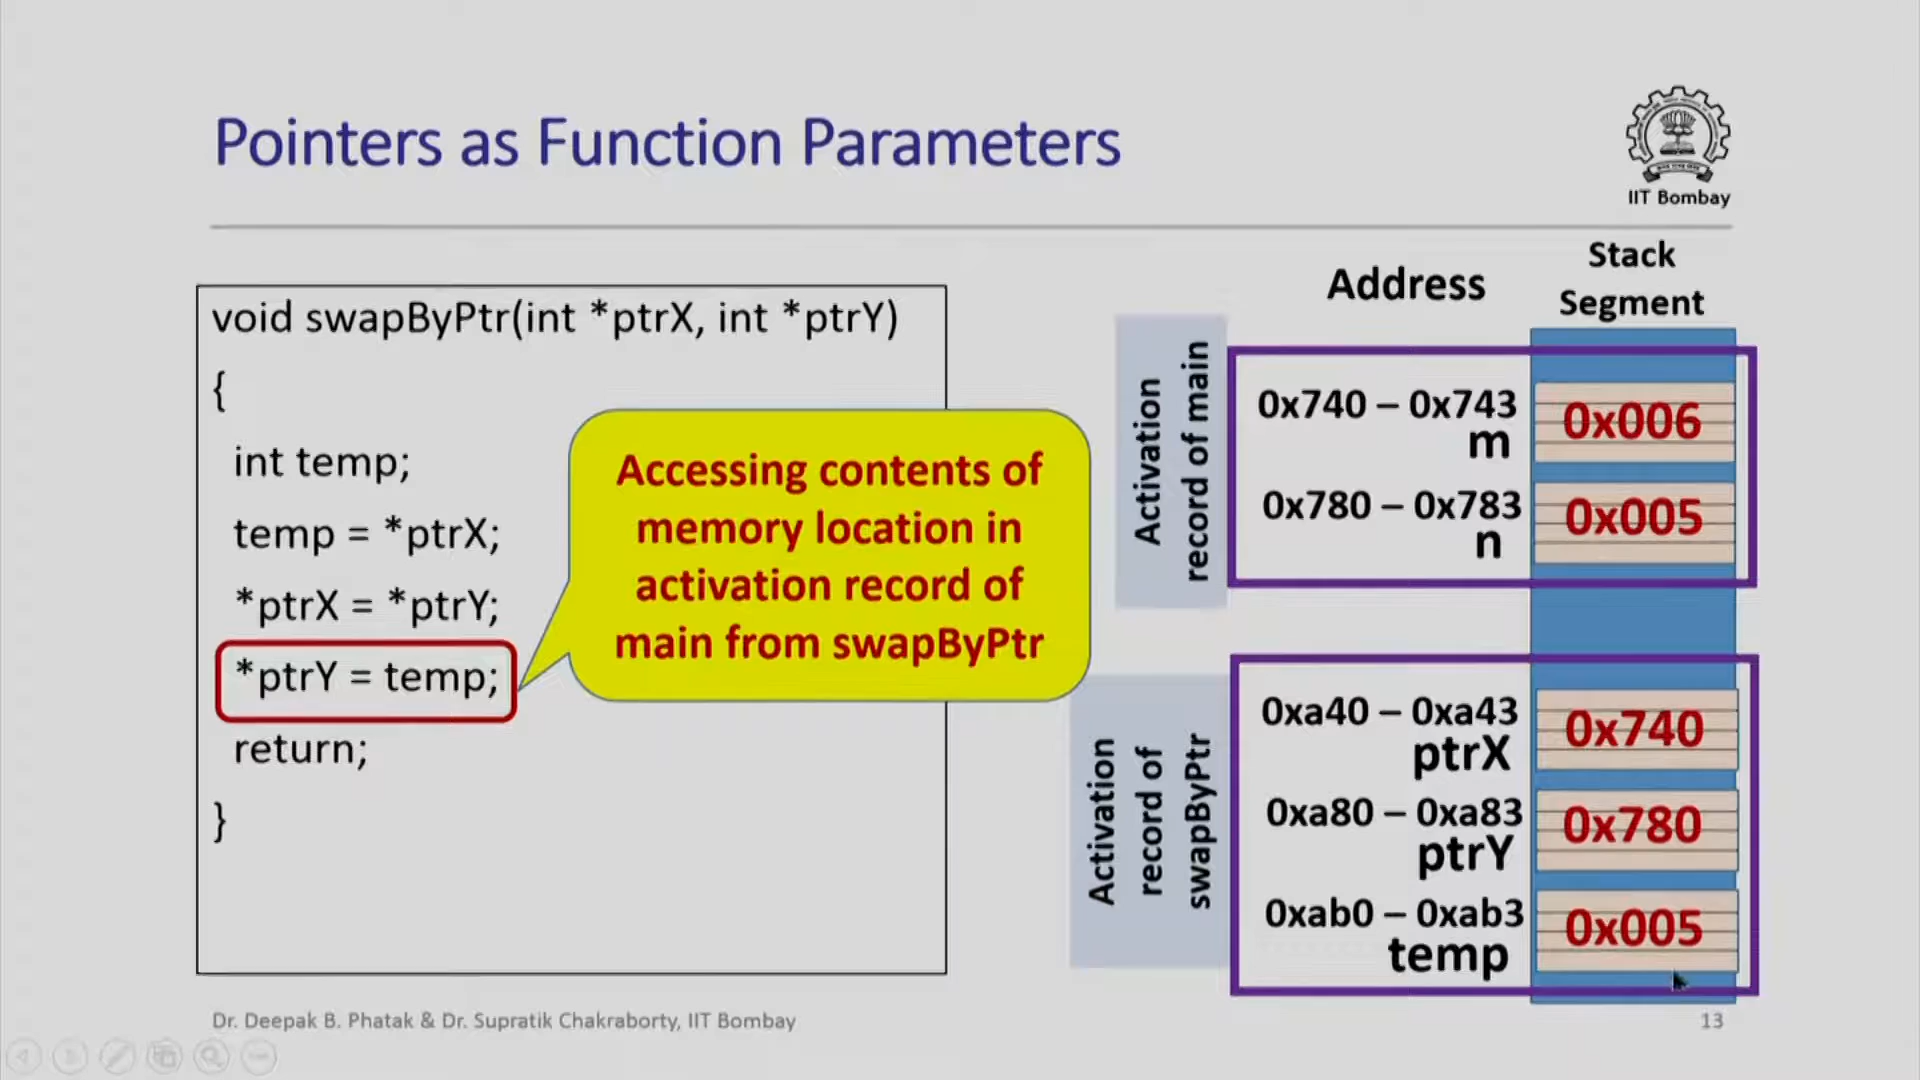 Pointers as Function Parameters
IIT Bombay
void swapByPtr(int *ptrX, int *ptrY)
{
int temp;
temp = *ptrX;
*ptrX = *ptrY;
*ptrY = temp;
return;
}
Accessing contents of
memory location in
activation record of
main from swapByPtr
Address
Stack
Segment
Activation
record of main
0x740 – 0x743
m
0x006
0x780 – 0x783
n
0x005
Activation
record of
swapByPtr
0xa40 – 0xa43
ptrX
0x740
0xa80 – 0xa83
ptrY
0x780
0xab0 – 0xab3
temp
0x005
Dr. Deepak B. Phatak & Dr. Supratik Chakraborty, IIT Bombay
13